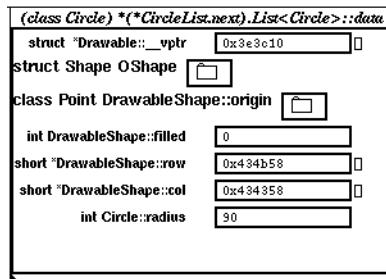 (class Circle) *(*CircleList.next).List<Circle>::data
struct *Drawable::__vptr 0x3e3c10
struct Shape OShape
class Point DrawableShape::origin
int DrawableShape::filled 0
short *DrawableShape::row 0x434b58
short *DrawableShape::col 0x434358
int Circle::radius 90